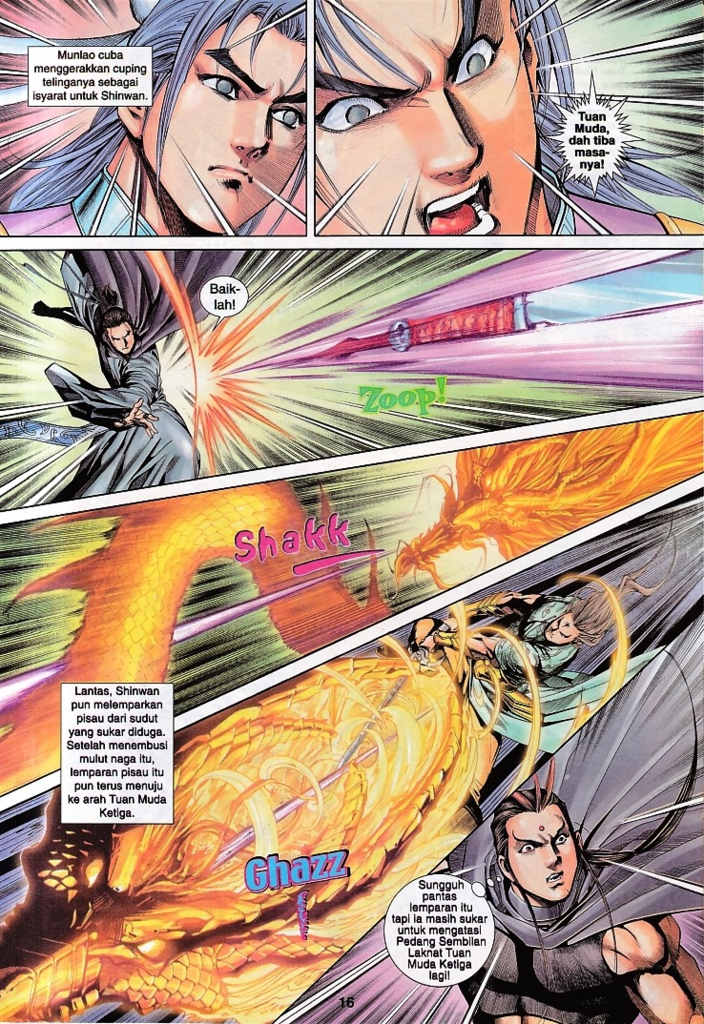 Munlao cuba
menggerakkan cuping
telinganya sebagai
isyarat untuk Shinwan.
Tuan
Muda,
dah tiba
masa-
nya!
Baik-
lah!
Zoop!
Shakk
Lantas, Shinwan
pun melemparkan
pisau dari sudut
yang sukar diduga.
Setelah menembusi
mulut naga itu,
lemparan pisau itu
pun terus menuju
ke arah Tuan Muda
Ketiga.
Ghazz
!
Sungguh
pantas
lemparan itu
tapi ia masih sukar
untuk mengatasi
Pedang Sembilan
Laknat Tuan
Muda Ketiga
lagi!
16